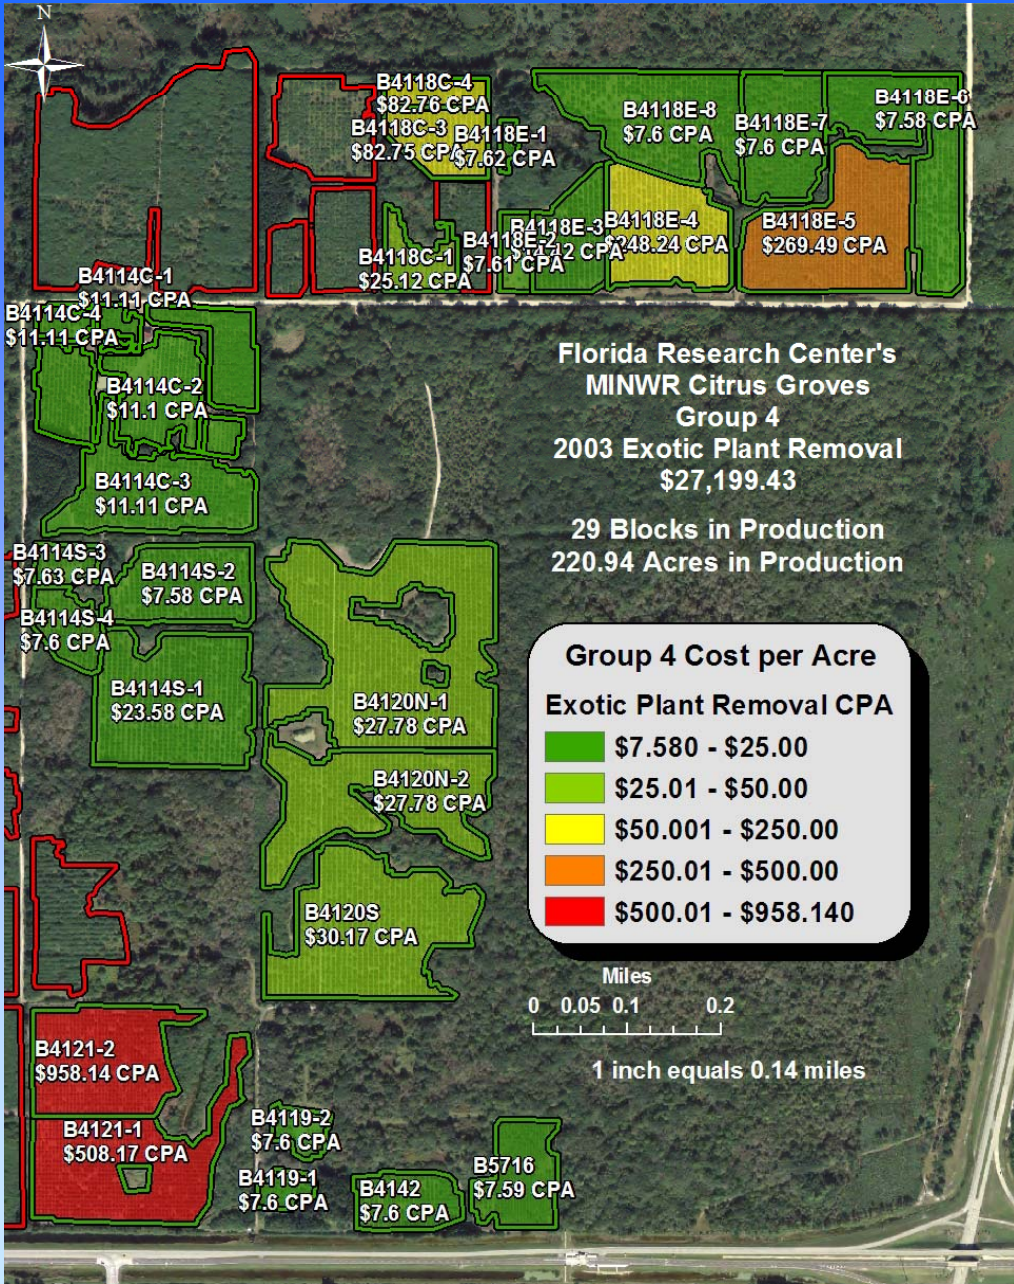 N
B4118C-4
$82.76 CPA
B4118C-3
$82.75 CPA
B4118E-1
$7.62 CPA
B4118E-8
$7.6 CPA
B4118E-7
$7.6 CPA
B4118E-6
$7.58 CPA
B4118C-1
$25.12 CPA
B4118E-2
$7.61 CPA
B4118E-3
CPA
B4118E-4
$248.24 CPA
B4118E-5
$269.49 CPA
B4114C-1
$11.11 CPA
B4114C-4
$11.11 CPA
B4114C-2
$11.1 CPA
B4114C-3
$11.11 CPA
Florida Research Center's
MINWR Citrus Groves
Group 4
2003 Exotic Plant Removal
$27,199.43
29 Blocks in Production
220.94 Acres in Production
B4114S-3
$7.63 CPA
B4114S-2
$7.58 CPA
B4114S-4
$7.6 CPA
B4114S-1
$23.58 CPA
B4120N-1
$27.78 CPA
B4120N-2
$27.78 CPA
B4120S
$30.17 CPA
Group 4 Cost per Acre
Exotic Plant Removal CPA
$7.580 - $25.00
$25.01 - $50.00
$50.001 - $250.00
$250.01 - $500.00
$500.01 - $958.140
Miles
0 0.05 0.1 0.2
1 inch equals 0.14 miles
B4121-2
$958.14 CPA
B4121-1
$508.17 CPA
B4119-2
$7.6 CPA
B4119-1
$7.6 CPA
B4142
$7.6 CPA
B5716
$7.59 CPA